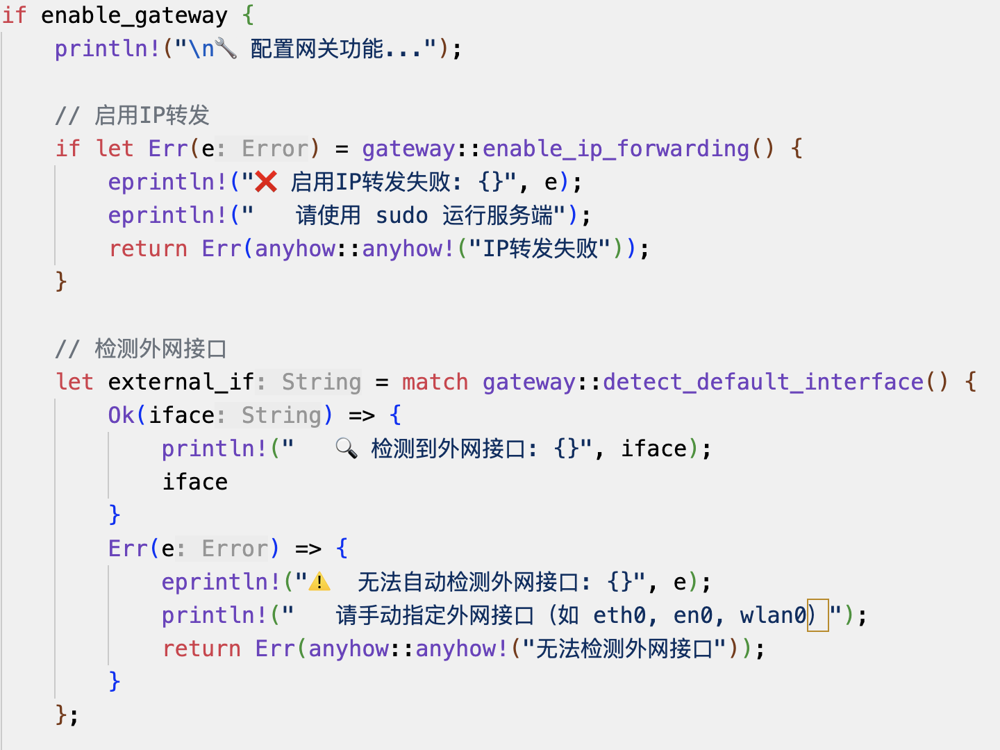 if enable_gateway {
    println!("\n🔧 配置网关功能...");

    // 启用IP转发
    if let Err(e: Error) = gateway::enable_ip_forwarding() {
        eprintln!("❌ 启用IP转发失败: {}", e);
        eprintln!("   请使用 sudo 运行服务端");
        return Err(anyhow::anyhow!("IP转发失败"));
    }

    // 检测外网接口
    let external_if: String = match gateway::detect_default_interface() {
        Ok(iface: String) => {
            println!("   🔍 检测到外网接口: {}", iface);
            iface
        }
        Err(e: Error) => {
            eprintln!("⚠️  无法自动检测外网接口: {}", e);
            println!("   请手动指定外网接口（如 eth0, en0, wlan0）");
            return Err(anyhow::anyhow!("无法检测外网接口"));
        }
    };